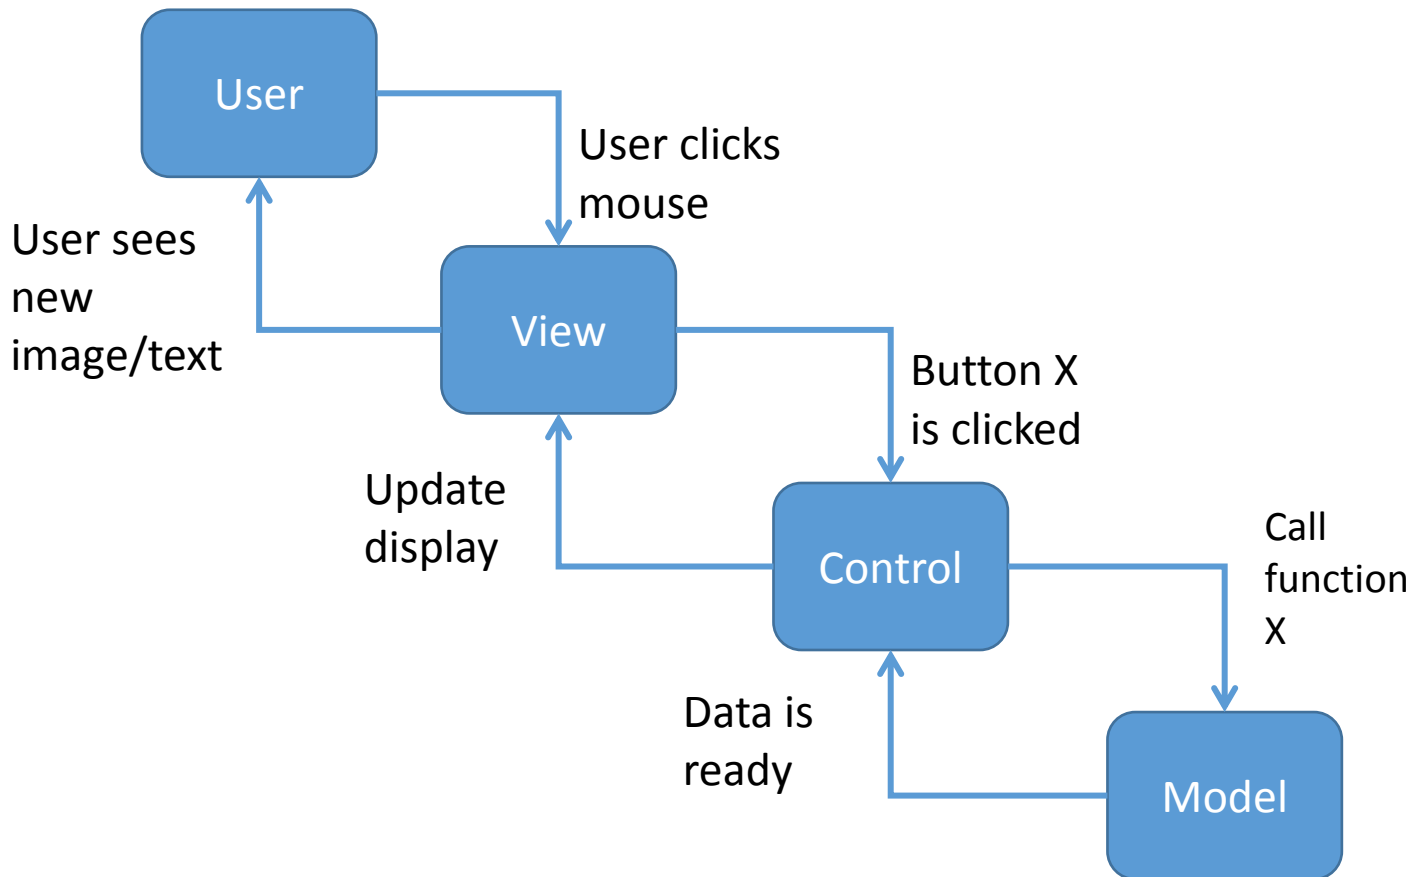 User
User clicks
mouse
User sees
new
image/text
View
Button X
is clicked
Update
display
Control
Call
function
X
Data is
ready
Model